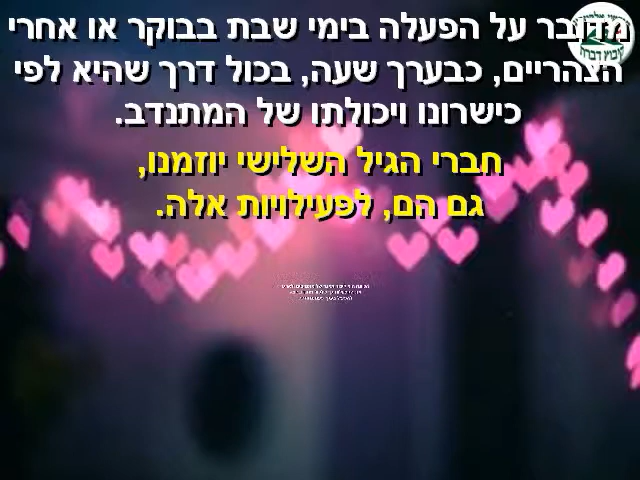 מדובר על הפעלה בימי שבת בבוקר או אחרי
הצהריים, כבערך שעה, בכול דרך שהיא לפי
כישרונו ויכולתו של המתנדב.
חברי הגיל השלישי יוזמנו,
גם הם, לפעילויות אלה.